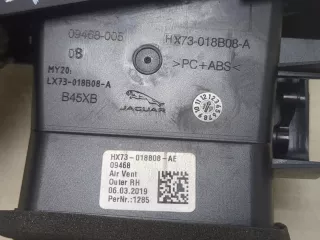 09468-005
HX73-018B08-A
08
>PC+ABS<
MY20:
LX73-018B08-A
B45XB
JAGUAR
HX73-018B08-AE
09468
Air Vent
Outer RH
06.03.2019
PerNr.:1285